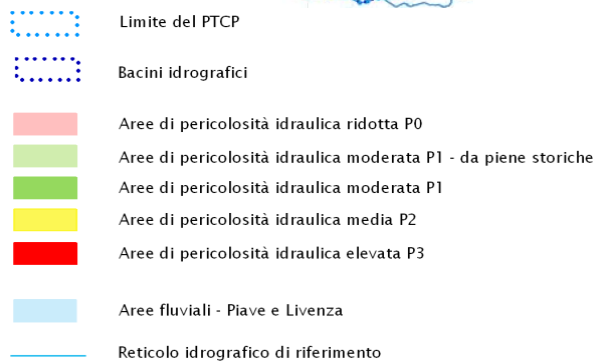 Limite del PTCP
Bacini idrografici
Aree di pericolosità idraulica ridotta P0
Aree di pericolosità idraulica moderata P1 - da piene storiche
Aree di pericolosità idraulica moderata P1
Aree di pericolosità idraulica media P2
Aree di pericolosità idraulica elevata P3
Aree fluviali - Piave e Livenza
Reticolo idrografico di riferimento